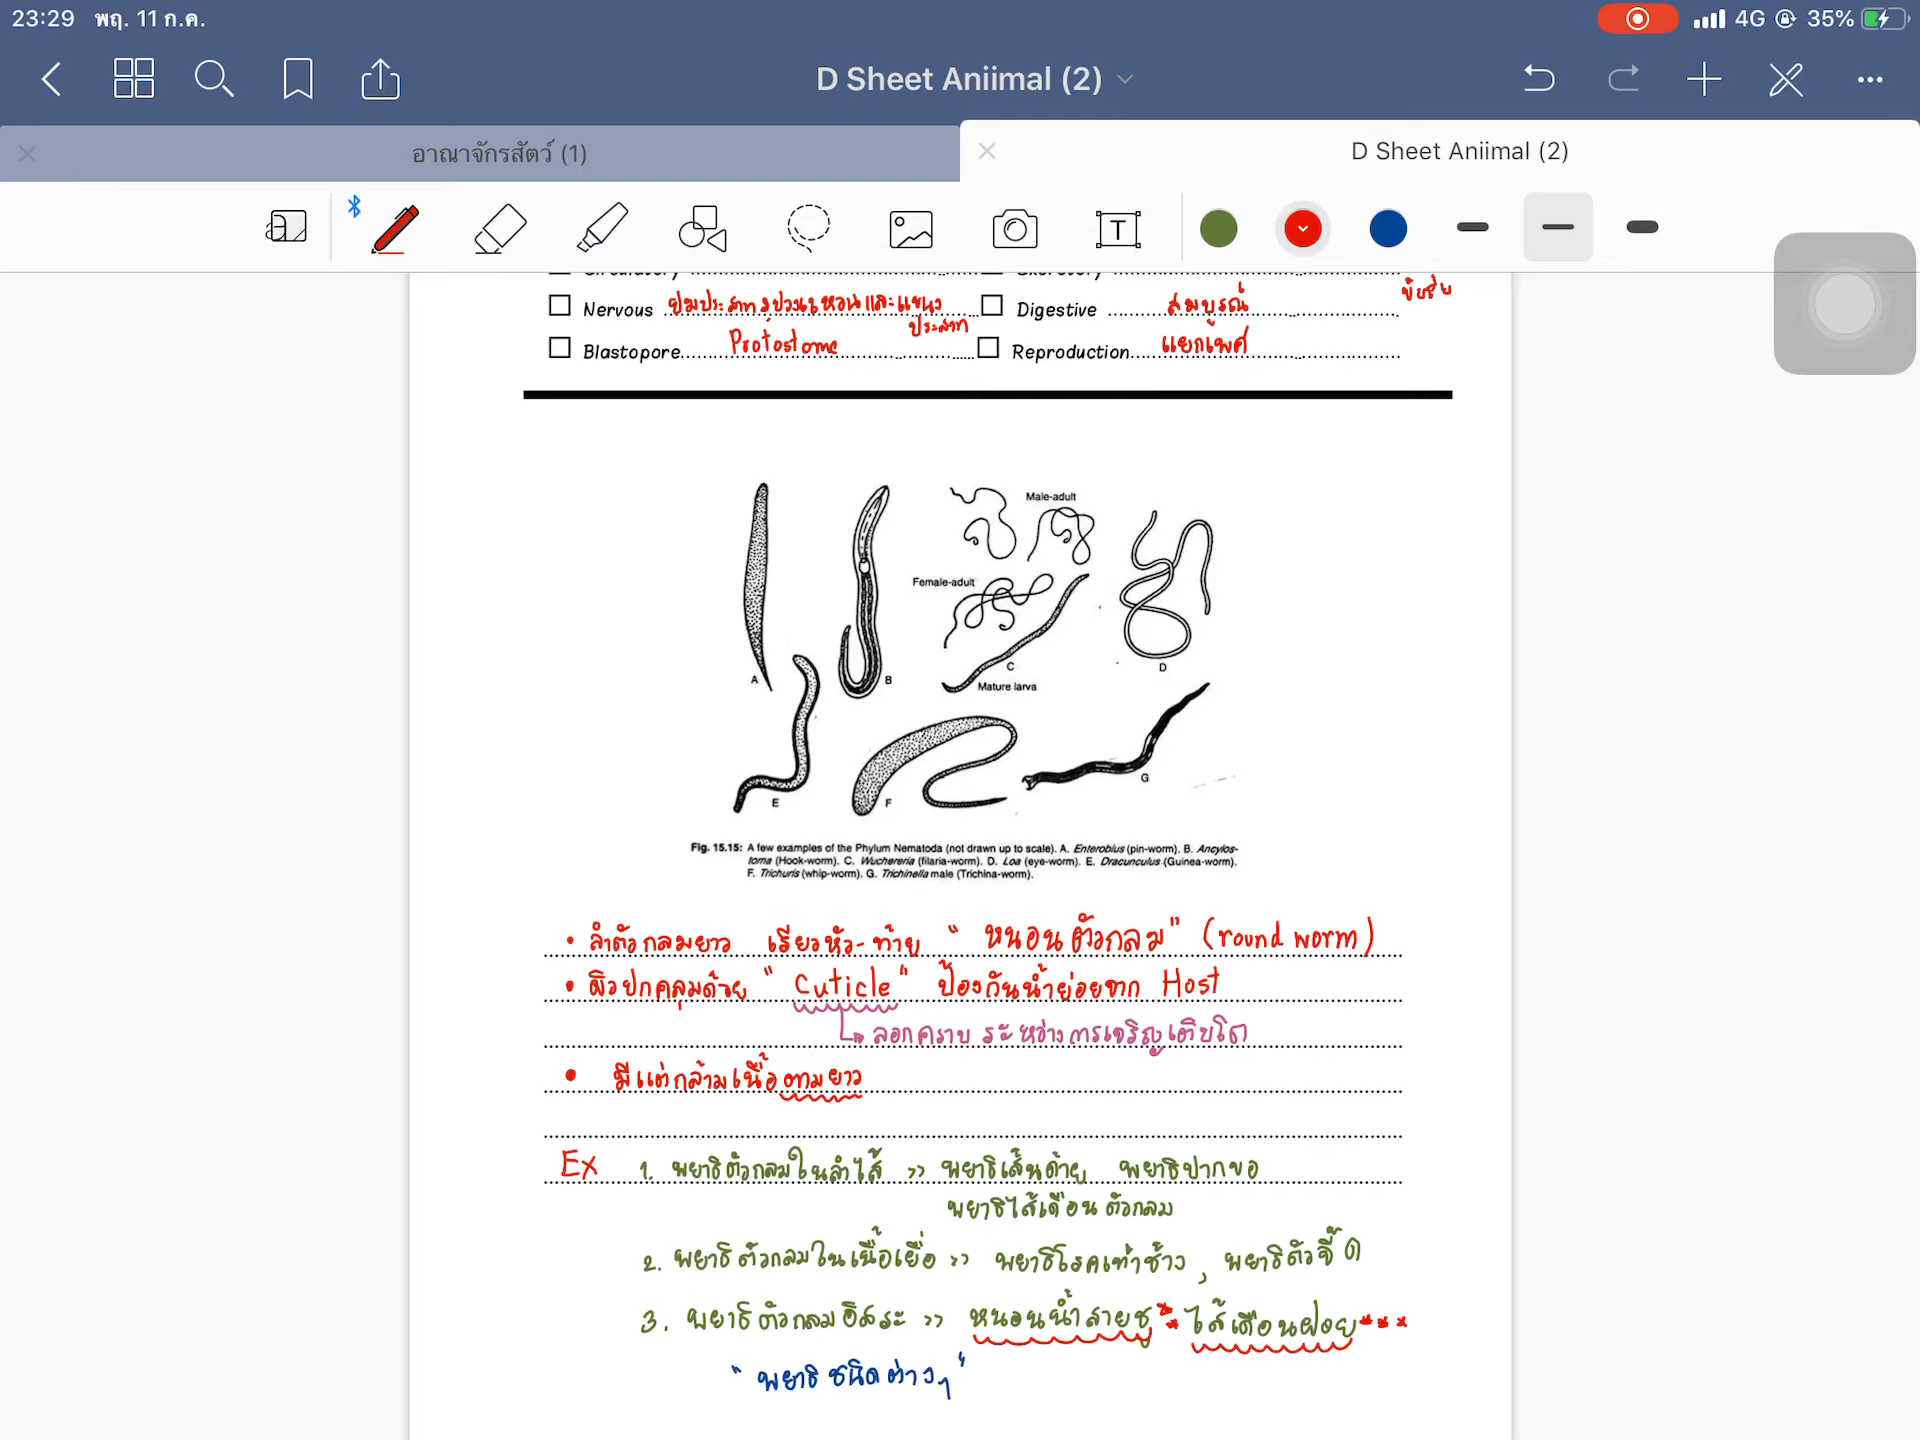 23:29 พฤ. 11 ก.ค.
4G 35%
D Sheet Aniimal (2)
อาณาจักรสัตว์ (1)
D Sheet Aniimal (2)
T
Nervous ปมประสาทรูปวงแหวนและแขนงประสาท
Digestive สมบูรณ์
Blastopore Protostome
Reproduction แยกเพศ
Male-adult
Female-adult
A
B
C
D
Mature larva
E
F
G
Fig. 15.15: A few examples of the Phylum Nematoda (not drawn up to scale). A. Enterobius (pin-worm). B. Ancylos-
toma (Hook-worm). C. Wuchereria (filaria-worm). D. Loa (eye-worm). E. Dracunculus (Guinea-worm).
F. Trichuris (whip-worm). G. Trichinella male (Trichina-worm).
• ลำตัวกลมยาว เรียวหัว-ท้าย "หนอนตัวกลม" (round worm)
• ผิวปกคลุมด้วย "Cuticle" ป้องกันน้ำย่อยจาก Host
ลอกคราบ ระหว่างการเจริญเติบโต
• มีแต่กล้ามเนื้อตามยาว
Ex 1. พยาธิตัวกลมในลำไส้ >> พยาธิเส้นด้าย พยาธิปากขอ
พยาธิไส้เดือนตัวกลม
2. พยาธิตัวกลมในเนื้อเยื่อ >> พยาธิโรคเท้าช้าง, พยาธิตัวจี๊ด
3. พยาธิตัวกลมอิสระ >> หนอนน้ำสายชู ไส้เดือนฝอย
"พยาธิชนิดต่างๆ"